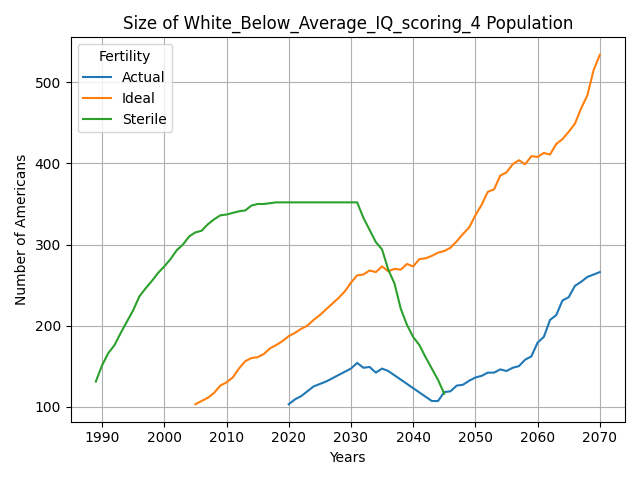 Size of White_Below_Average_IQ_scoring_4 Population
Fertility
Actual
Ideal
Sterile
Number of Americans
500
400
300
200
100
1990 2000 2010 2020 2030 2040 2050 2060 2070
Years